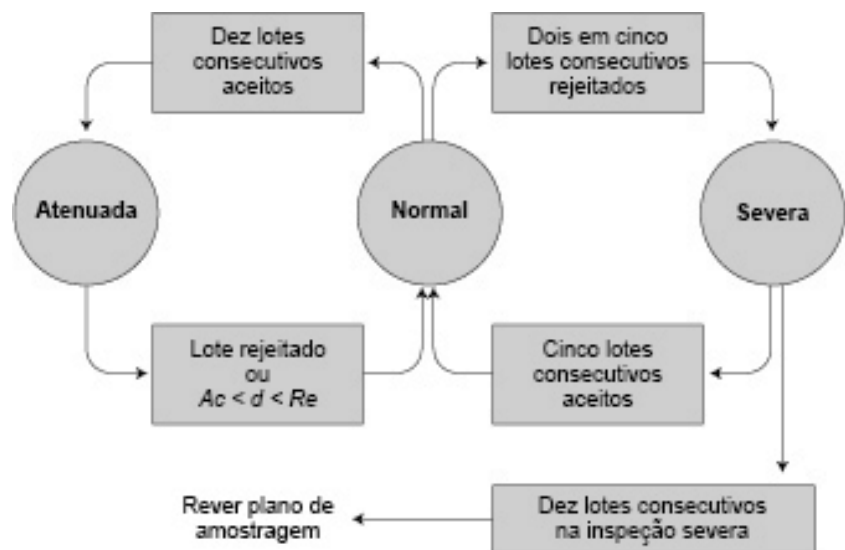 Dez lotes
consecutivos
aceitos
Dois em cinco
lotes consecutivos
rejeitados
Atenuada
Normal
Severa
Lote rejeitado
ou
Ac < d < Re
Cinco lotes
consecutivos
aceitos
Rever plano de
amostragem
Dez lotes consecutivos
na inspeção severa